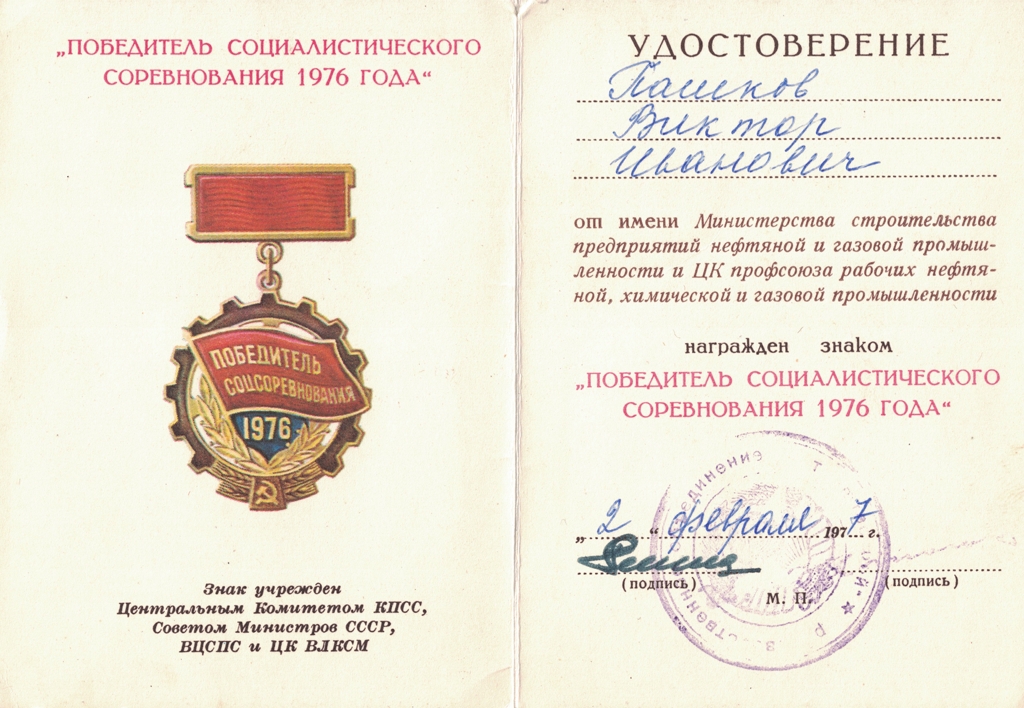 „ПОБЕДИТЕЛЬ СОЦИАЛИСТИЧЕСКОГО
СОРЕВНОВАНИЯ 1976 ГОДА“
ПОБЕДИТЕЛЬ
СОЦСОРЕВНОВАНИЯ
1976
Знак учрежден
Центральным Комитетом КПСС,
Советом Министров СССР,
ВЦСПС и ЦК ВЛКСМ
УДОСТОВЕРЕНИЕ
Пашков
Виктор
Иванович
от имени Министерства строительства
предприятий нефтяной и газовой промыш-
ленности и ЦК профсоюза рабочих нефтя-
ной, химической и газовой промышленности
награжден знаком
„ПОБЕДИТЕЛЬ СОЦИАЛИСТИЧЕСКОГО
СОРЕВНОВАНИЯ 1976 ГОДА“
„2“ февраля 1977 г.
(подпись) (подпись)
М. П.